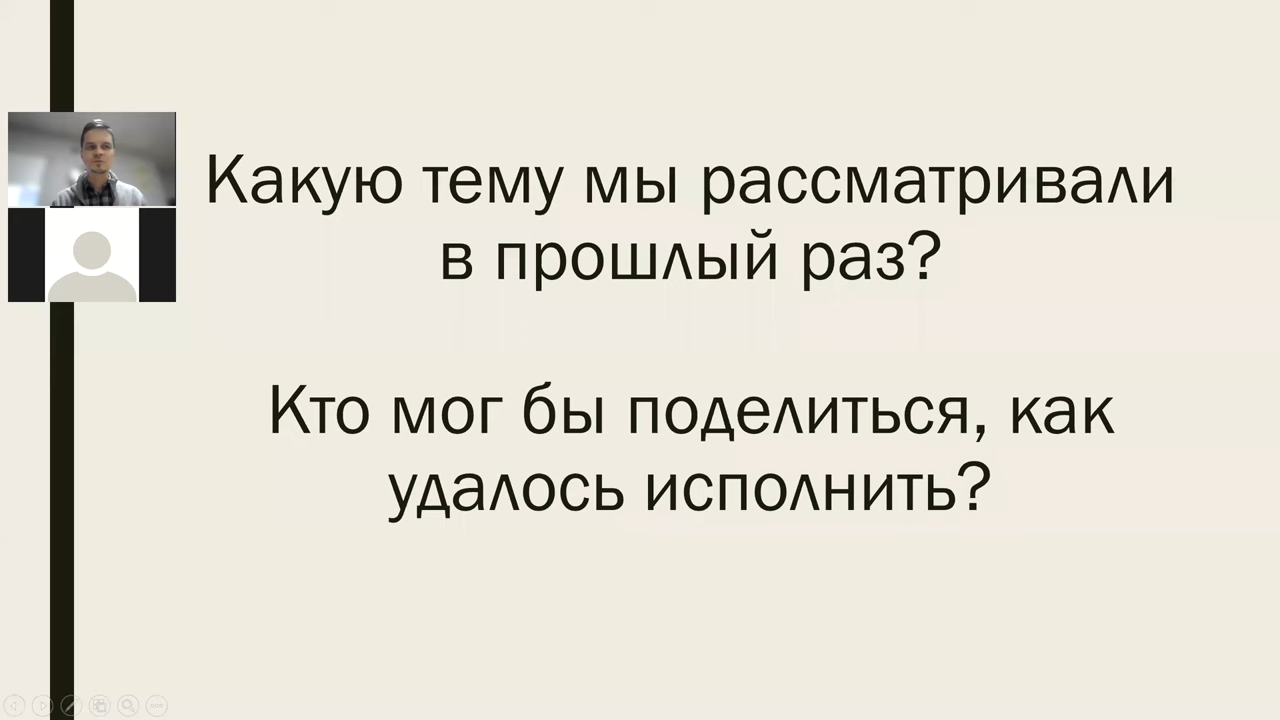 Какую тему мы рассматривали
в прошлый раз?
Кто мог бы поделиться, как
удалось исполнить?